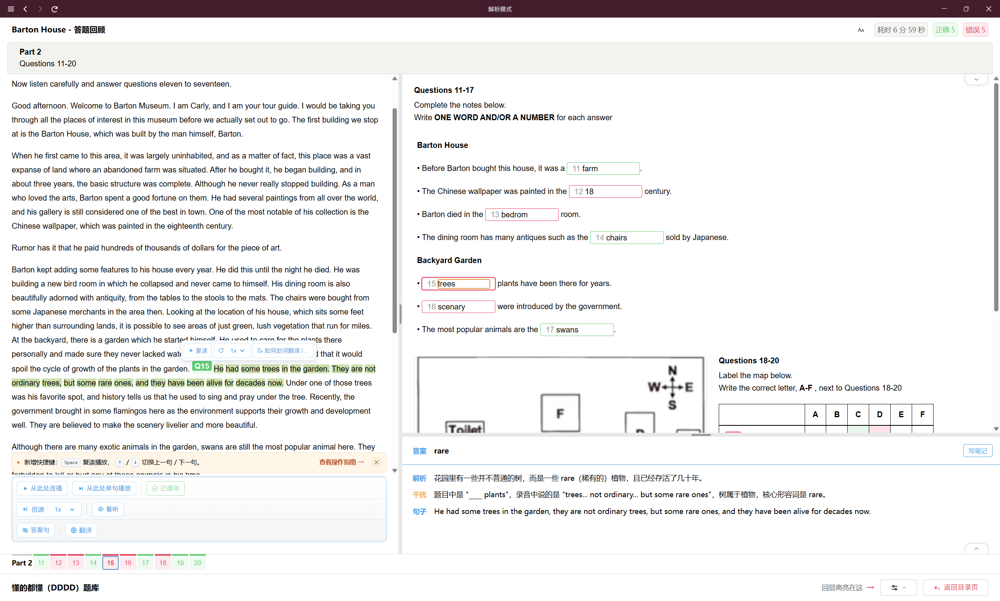 解析模式
Barton House - 答题回顾
AA
耗时 6 分 59 秒
正确 5
错误 5
Part 2
Questions 11-20
Now listen carefully and answer questions eleven to seventeen.
Good afternoon. Welcome to Barton Museum. I am Carly, and I am your tour guide. I would be taking you
through all the places of interest in this museum before we actually set out to go. The first building we stop
at is the Barton House, which was built by the man himself, Barton.
When he first came to this area, it was largely uninhabited, and as a matter of fact, this place was a vast
expanse of land where an abandoned farm was situated. After he bought it, he began building, and in
about three years, the basic structure was complete. Although he never really stopped building. As a man
who loved the arts, Barton spent a good fortune on them. He had several paintings from all over the world,
and his gallery is still considered one of the best in town. One of the most notable of his collection is the
Chinese wallpaper, which was painted in the eighteenth century.
Rumor has it that he paid hundreds of thousands of dollars for the piece of art.
Barton kept adding some features to his house every year. He did this until the night he died. He was
building a new bird room in which he collapsed and never came to himself. His dining room is also
beautifully adorned with antiquity, from the tables to the stools to the mats. The chairs were bought from
some Japanese merchants in the area then. Looking at the location of his house, which sits some feet
higher than surrounding lands, it is possible to see areas of just green, lush vegetation that run for miles.
At the backyard, there is a garden which he started himself. He used to care for the plants there
personally and made sure they never lacked
that it would
复读
1x
如何划词翻译 /...
spoil the cycle of growth of the plants in the garden. Q15 He had some trees in the garden. They are not
ordinary trees, but some rare ones, and they have been alive for decades now. Under one of those trees
was his favorite spot, and history tells us that he used to sing and pray under the tree. Recently, the
government brought in some flamingos here as the environment supports their growth and development
well. They are believed to make the scenery livelier and more beautiful.
Although there are many exotic animals in the garden, swans are still the most popular animal here. They
新增快捷键： Space 复读播放， ↑ / ↓ 切换上一句 / 下一句。
查看操作指南 →
forbidden to kill or hurt any of these animals in his time.
从此处连播
从此处单句播放
已缓存
倍速 1x
看听
答案句
翻译
Questions 11-17
Complete the notes below.
Write ONE WORD AND/OR A NUMBER for each answer
Barton House
• Before Barton bought this house, it was a 11 farm.
• The Chinese wallpaper was painted in the 12 18 century.
• Barton died in the 13 bedrom room.
• The dining room has many antiques such as the 14 chairs sold by Japanese.
Backyard Garden
• 15 trees plants have been there for years.
• 16 scenary were introduced by the government.
• The most popular animals are the 17 swans.
N
W E
S
F
Toilet
D
Questions 18-20
Label the map below.
Write the correct letter, A-F , next to Questions 18-20
A B C D E F
答案 rare
写笔记
解析 花园里有一些并不普通的树，而是一些 rare（稀有的）植物，且已经存活了几十年。
干扰 题目中是 "____ plants"，录音中说的是 "trees... not ordinary... but some rare ones"，树属于植物，核心形容词是 rare。
句子 He had some trees in the garden, they are not ordinary trees, but some rare ones, and they have been alive for decades now.
Part 2 11 12 13 14 15 16 17 18 19 20
懂的都懂（DDDD）题库
回显高亮在这 →
返回目录页